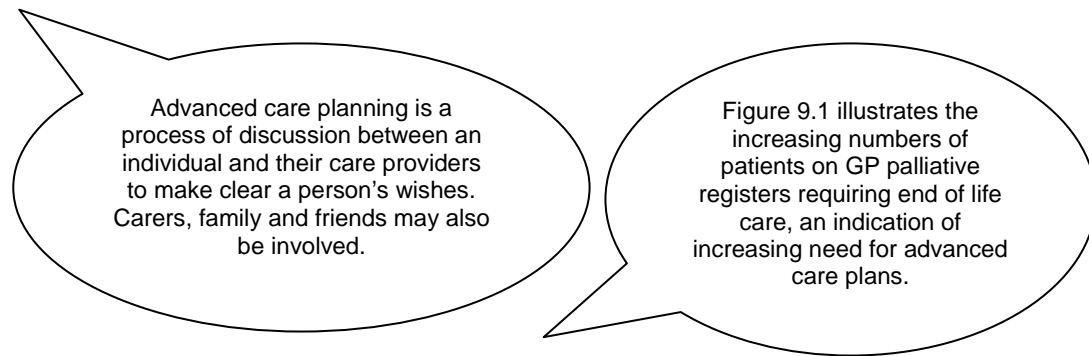 Advanced care planning is a
process of discussion between an
individual and their care providers
to make clear a person's wishes.
Carers, family and friends may also
be involved.
Figure 9.1 illustrates the
increasing numbers of
patients on GP palliative
registers requiring end of life
care, an indication of
increasing need for advanced
care plans.